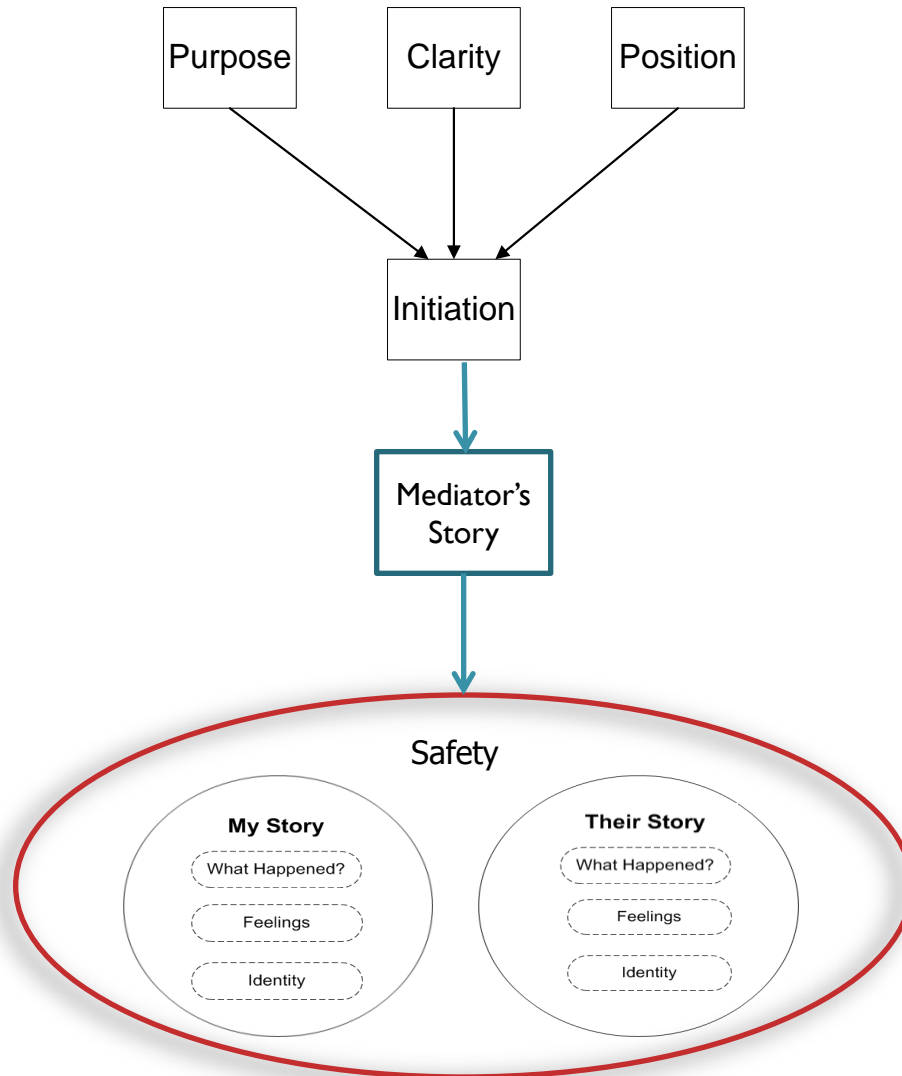 Purpose
Clarity
Position
Initiation
Mediator’s
Story
Safety
My Story
What Happened?
Feelings
Identity
Their Story
What Happened?
Feelings
Identity